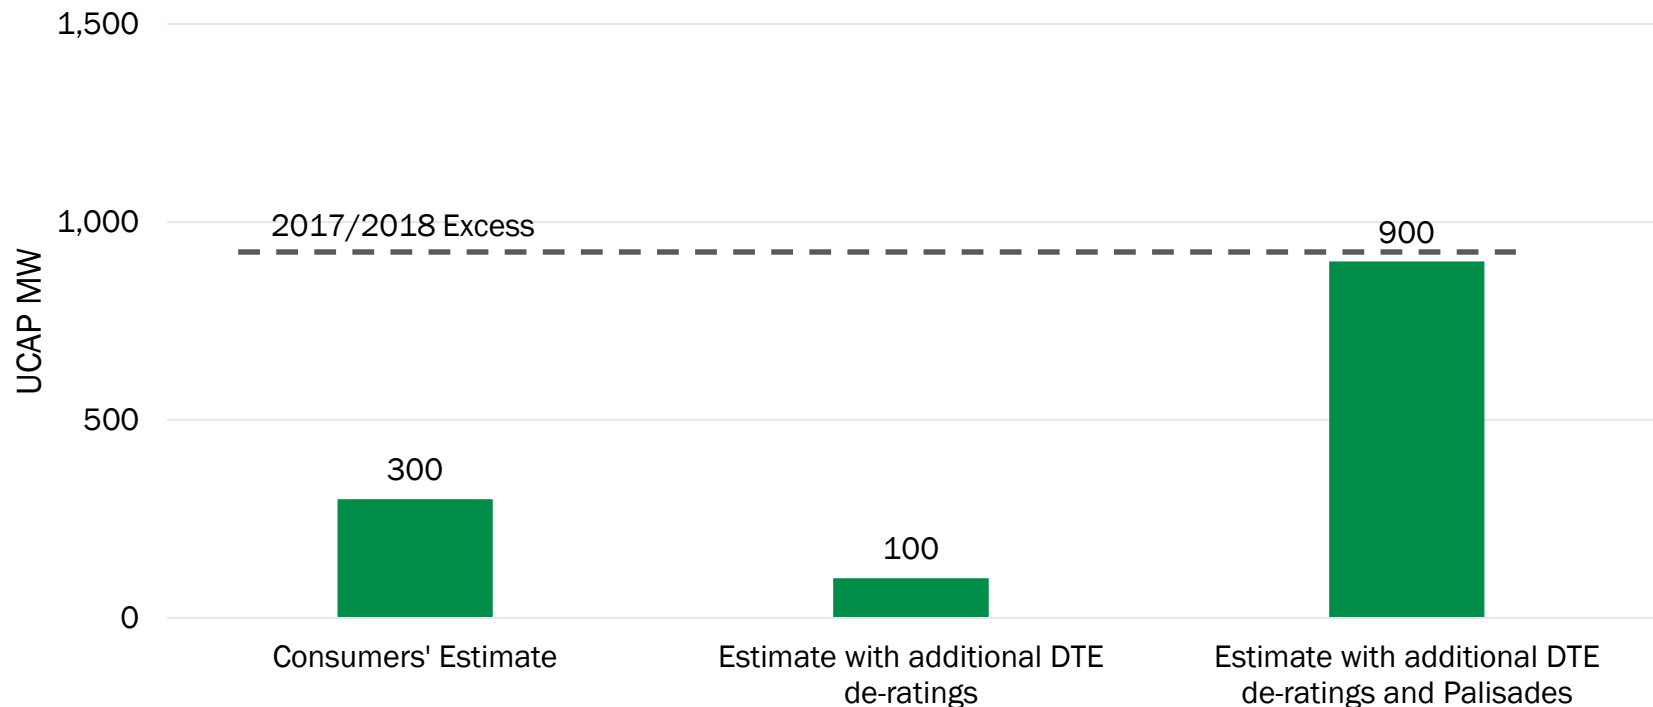 1,500
1,000
500
0
UCAP MW
2017/2018 Excess
300
100
900
Consumers' Estimate
Estimate with additional DTE
de-ratings
Estimate with additional DTE
de-ratings and Palisades